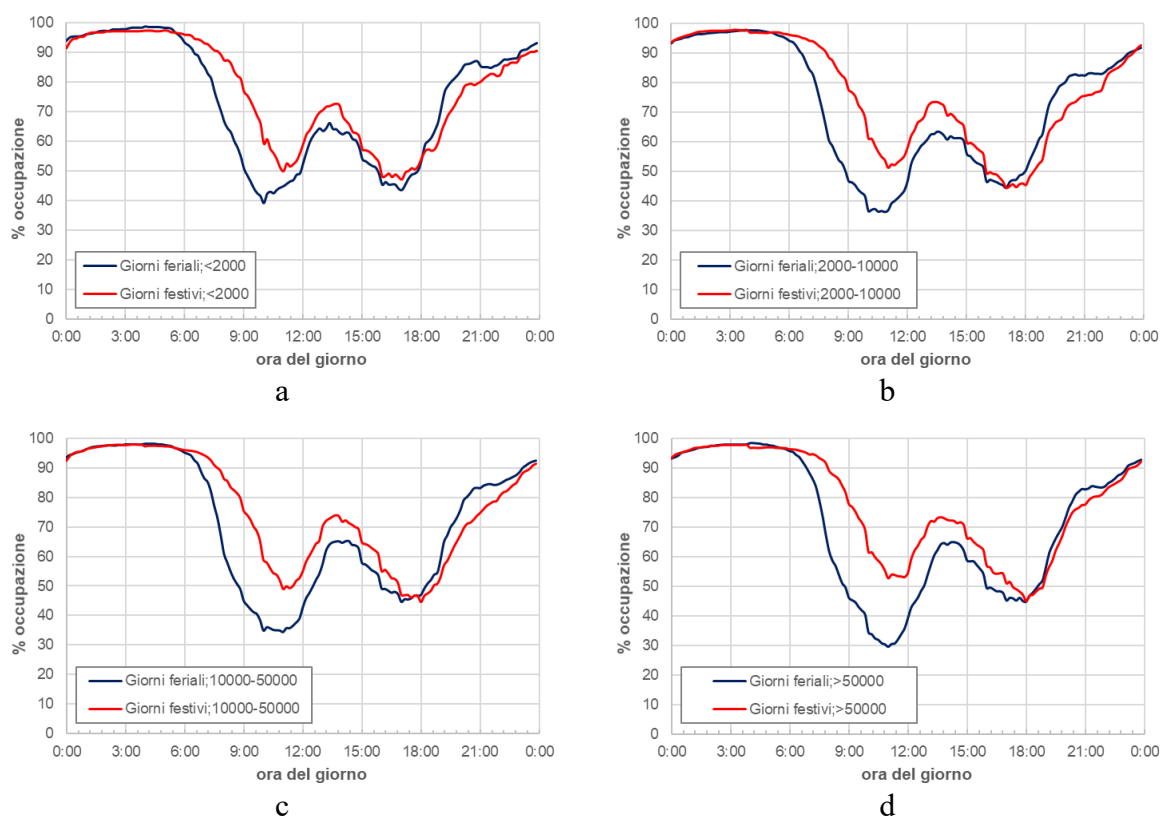 100
90
80
70
60
50
40
30
20
10
0
% occupazione
Giorni feriali;<2000
Giorni festivi;<2000
0:00 3:00 6:00 9:00 12:00 15:00 18:00 21:00 0:00
ora del giorno
a
100
90
80
70
60
50
40
30
20
10
0
% occupazione
Giorni feriali;2000-10000
Giorni festivi;2000-10000
0:00 3:00 6:00 9:00 12:00 15:00 18:00 21:00 0:00
ora del giorno
b
100
90
80
70
60
50
40
30
20
10
0
% occupazione
Giorni feriali;10000-50000
Giorni festivi;10000-50000
0:00 3:00 6:00 9:00 12:00 15:00 18:00 21:00 0:00
ora del giorno
c
100
90
80
70
60
50
40
30
20
10
0
% occupazione
Giorni feriali;>50000
Giorni festivi;>50000
0:00 3:00 6:00 9:00 12:00 15:00 18:00 21:00 0:00
ora del giorno
d